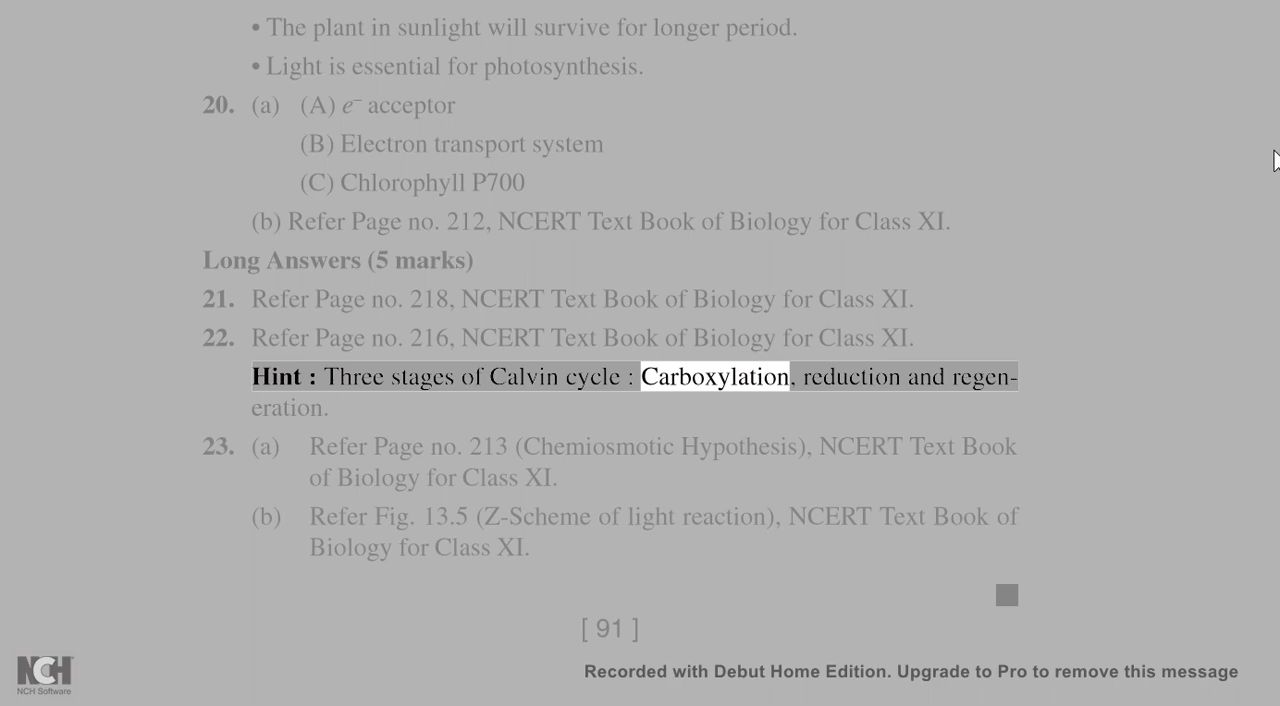 • The plant in sunlight will survive for longer period.
• Light is essential for photosynthesis.
20. (a) (A) e⁻ acceptor
(B) Electron transport system
(C) Chlorophyll P700
(b) Refer Page no. 212, NCERT Text Book of Biology for Class XI.
Long Answers (5 marks)
21. Refer Page no. 218, NCERT Text Book of Biology for Class XI.
22. Refer Page no. 216, NCERT Text Book of Biology for Class XI.
Hint : Three stages of Calvin cycle : Carboxylation, reduction and regen-
eration.
23. (a) Refer Page no. 213 (Chemiosmotic Hypothesis), NCERT Text Book
of Biology for Class XI.
(b) Refer Fig. 13.5 (Z-Scheme of light reaction), NCERT Text Book of
Biology for Class XI.
[ 91 ]
NCH
NCH Software
Recorded with Debut Home Edition. Upgrade to Pro to remove this message